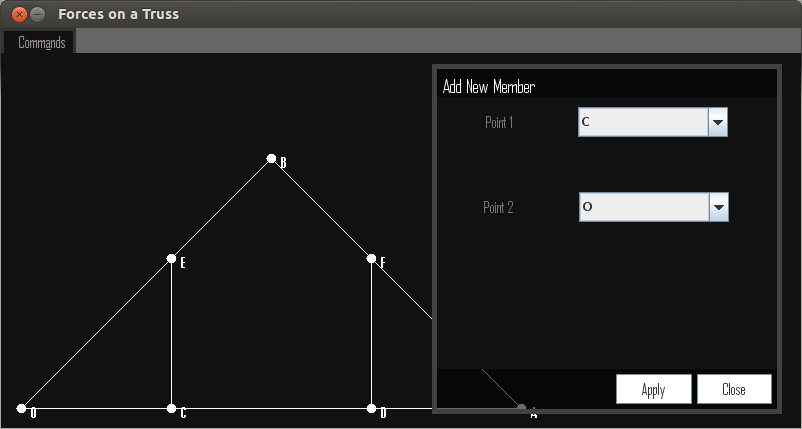 Forces on a Truss
Commands
Add New Member
Point 1
C
Point 2
O
B
E
F
Apply
Close
O
C
D
A